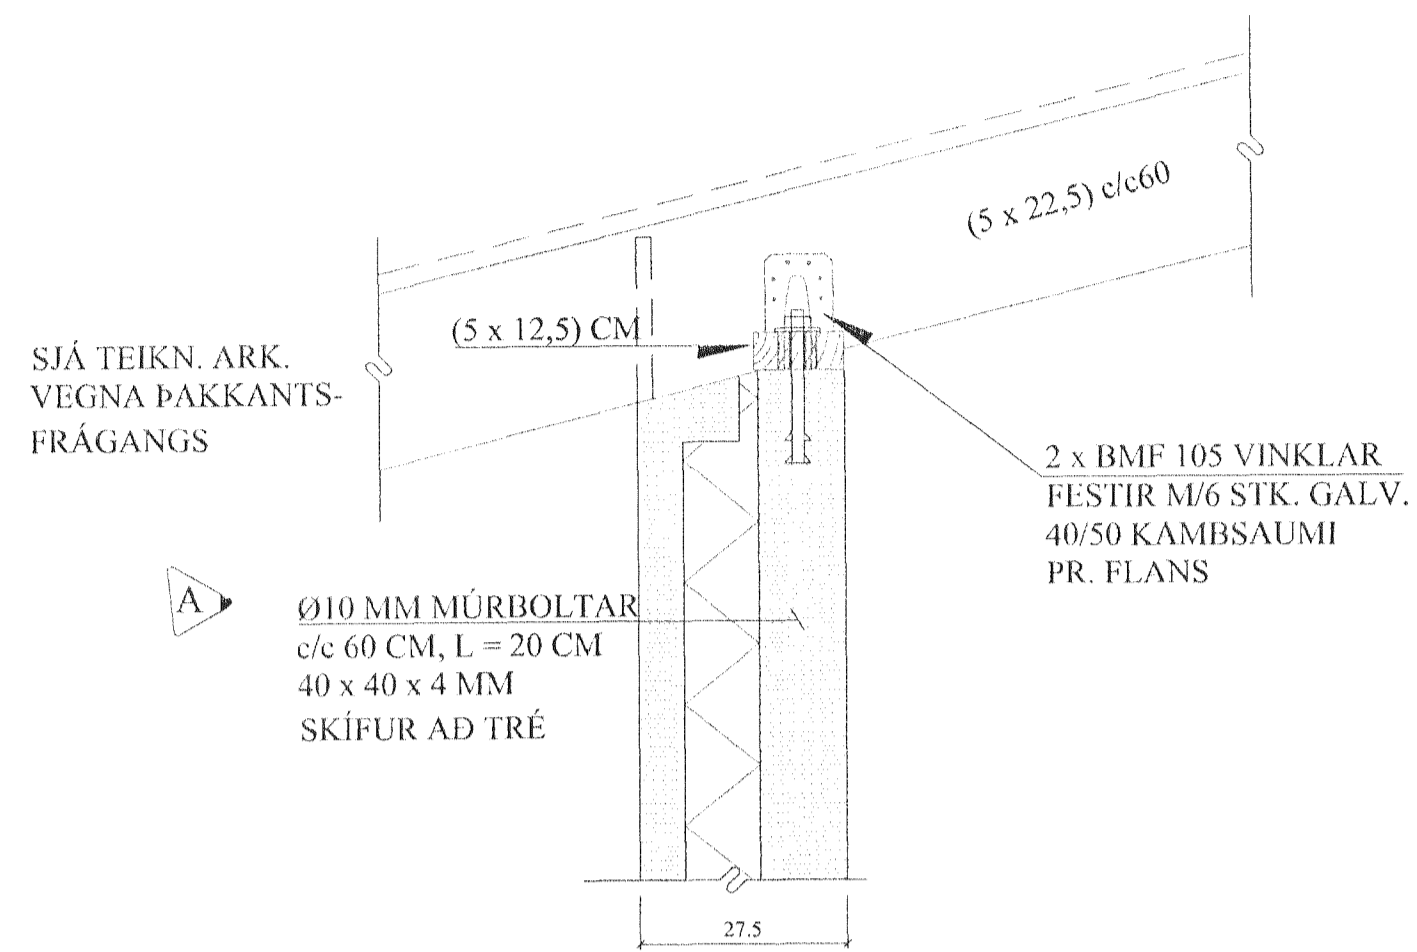 (5 x 22,5) c/c60
(5 x 12,5) CM
SJÁ TEIKN. ARK.
VEGNA ÞAKKANTS-
FRÁGANGS
2 x BMF 105 VINKLAR
FESTIR M/6 STK. GALV.
40/50 KAMBSAUMI
PR. FLANS
A
Ø10 MM MÚRBOLTAR
c/c 60 CM, L = 20 CM
40 x 40 x 4 MM
SKÍFUR AÐ TRÉ
27.5